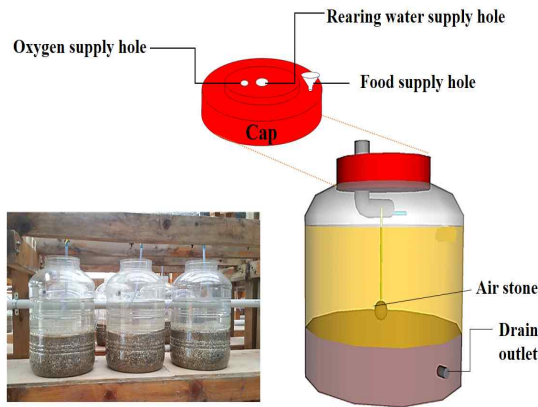 Rearing water supply hole
Oxygen supply hole
Food supply hole
Cap
Air stone
Drain
outlet